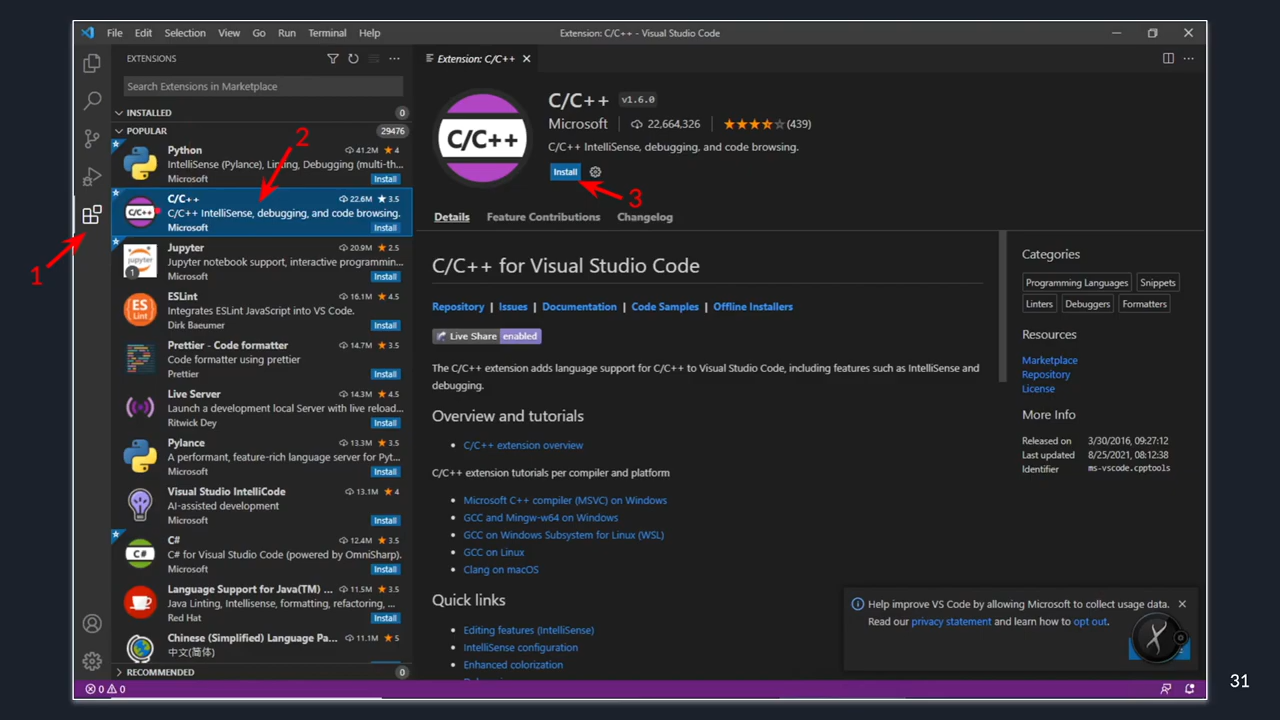 File Edit Selection View Go Run Terminal Help
Extension: C/C++ - Visual Studio Code
EXTENSIONS
Search Extensions in Marketplace
INSTALLED 0
POPULAR 29476
Python 41.2M 4
IntelliSense (Pylance), Linting, Debugging (multi-th...
Microsoft Install
C/C++
C/C++ 22.6M 3.5
C/C++ IntelliSense, debugging, and code browsing.
Microsoft Install
Jupyter
1
Jupyter 20.9M 2.5
Jupyter notebook support, interactive programmin...
Microsoft Install
ES
Lint
ESLint 16.1M 4.5
Integrates ESLint JavaScript into VS Code.
Dirk Baeumer Install
Prettier - Code formatter 14.7M 3.5
Code formatter using prettier
Prettier Install
Live Server 14.3M 4.5
Launch a development local Server with live reload...
Ritwick Dey Install
Pylance 13.3M 3.5
A performant, feature-rich language server for Pyt...
Microsoft Install
Visual Studio IntelliCode 13.1M 4
AI-assisted development
Microsoft Install
C#
C# 12.4M 3.5
C# for Visual Studio Code (powered by OmniSharp).
Microsoft Install
Language Support for Java(TM) ... 11.5M 3.5
Java Linting, Intellisense, formatting, refactoring, ...
Red Hat Install
Chinese (Simplified) Language Pa... 11.1M 5
中文(简体)
RECOMMENDED 0
0 0
1
2
3
Extension: C/C++
C/C++
C/C++ v1.6.0
Microsoft 22,664,326 (439)
C/C++ IntelliSense, debugging, and code browsing.
Install
Details Feature Contributions Changelog
C/C++ for Visual Studio Code
Repository | Issues | Documentation | Code Samples | Offline Installers
Live Share enabled
The C/C++ extension adds language support for C/C++ to Visual Studio Code, including features such as IntelliSense and
debugging.
Overview and tutorials
C/C++ extension overview
C/C++ extension tutorials per compiler and platform
Microsoft C++ compiler (MSVC) on Windows
GCC and Mingw-w64 on Windows
GCC on Windows Subsystem for Linux (WSL)
GCC on Linux
Clang on macOS
Quick links
Editing features (IntelliSense)
IntelliSense configuration
Enhanced colorization
Categories
Programming Languages Snippets
Linters Debuggers Formatters
Resources
Marketplace
Repository
License
More Info
Released on 3/30/2016, 09:27:12
Last updated 8/25/2021, 08:12:38
Identifier ms-vscode.cpptools
Help improve VS Code by allowing Microsoft to collect usage data.
Read our privacy statement and learn how to opt out.
31